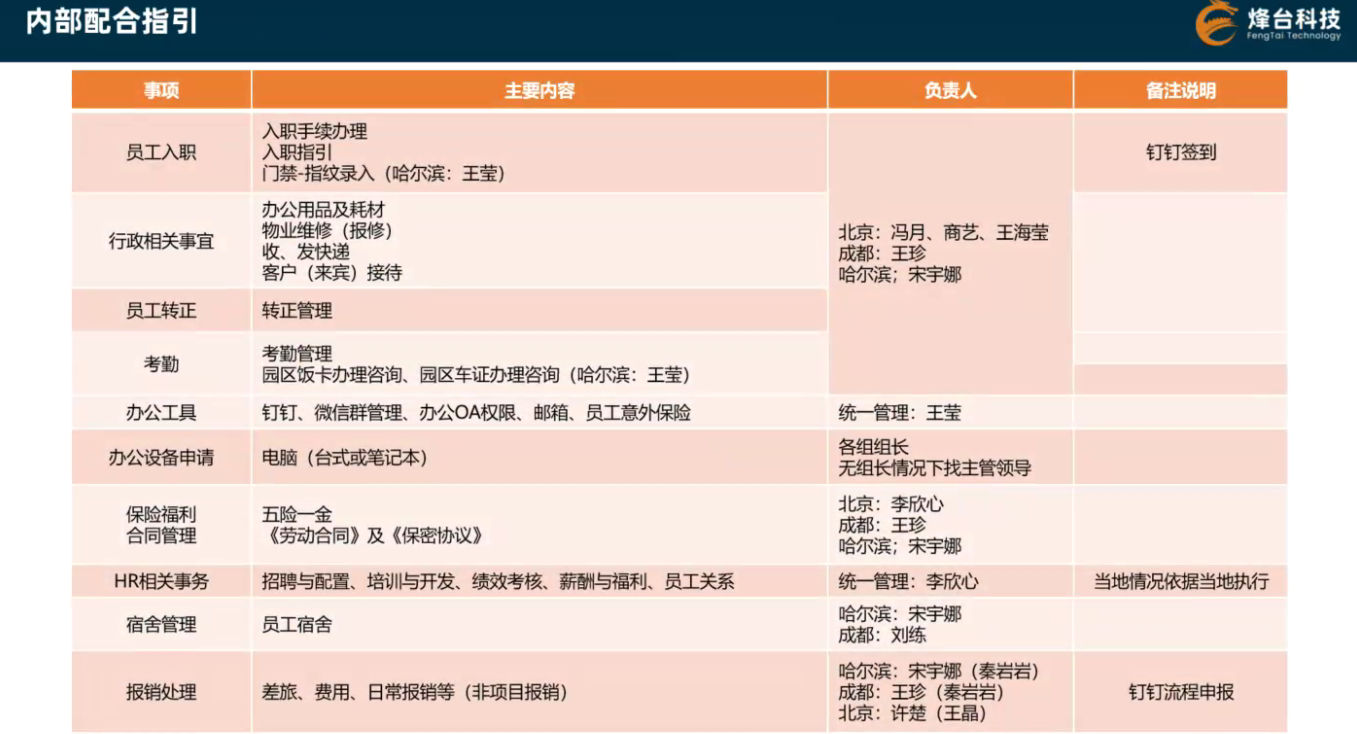 内部配合指引
烽台科技
FengTai Technology
事项
主要内容
负责人
备注说明
员工入职
入职手续办理
入职指引
门禁-指纹录入（哈尔滨：王莹）
钉钉签到
行政相关事宜
办公用品及耗材
物业维修（报修）
收、发快递
客户（来宾）接待
北京：冯月、商艺、王海莹
成都：王珍
哈尔滨；宋宇娜
员工转正
转正管理
考勤
考勤管理
园区饭卡办理咨询、园区车证办理咨询（哈尔滨：王莹）
办公工具
钉钉、微信群管理、办公OA权限、邮箱、员工意外保险
统一管理：王莹
办公设备申请
电脑（台式或笔记本）
各组组长
无组长情况下找主管领导
保险福利
合同管理
五险一金
《劳动合同》及《保密协议》
北京：李欣心
成都：王珍
哈尔滨；宋宇娜
HR相关事务
招聘与配置、培训与开发、绩效考核、薪酬与福利、员工关系
统一管理：李欣心
当地情况依据当地执行
宿舍管理
员工宿舍
哈尔滨：宋宇娜
成都：刘练
报销处理
差旅、费用、日常报销等（非项目报销）
哈尔滨：宋宇娜（秦岩岩）
成都：王珍（秦岩岩）
北京：许楚（王晶）
钉钉流程申报